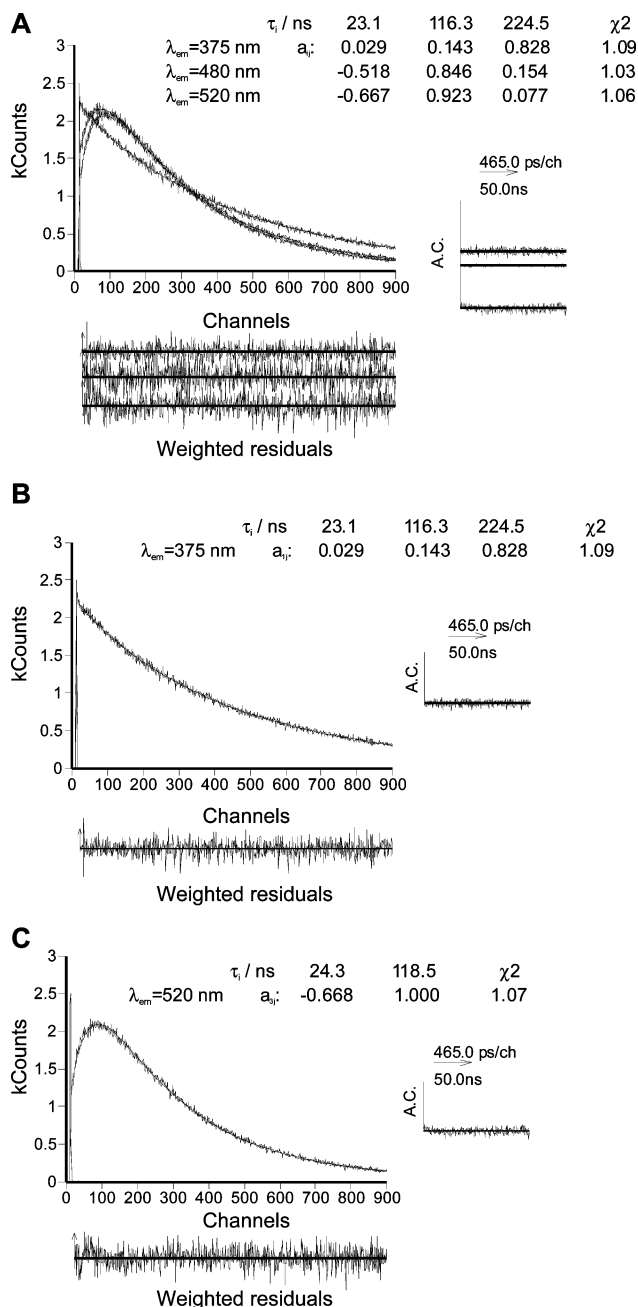 A
τi / ns 23.1 116.3 224.5 χ2
λem=375 nm aij: 0.029 0.143 0.828 1.09
λem=480 nm -0.518 0.846 0.154 1.03
λem=520 nm -0.667 0.923 0.077 1.06
kCounts
3
2.5
2
1.5
1
0.5
0
0 100 200 300 400 500 600 700 800 900
Channels
Weighted residuals
465.0 ps/ch
50.0ns
A.C.
B
τi / ns 23.1 116.3 224.5 χ2
λem=375 nm a1j: 0.029 0.143 0.828 1.09
kCounts
3
2.5
2
1.5
1
0.5
0
0 100 200 300 400 500 600 700 800 900
Channels
Weighted residuals
465.0 ps/ch
50.0ns
A.C.
C
τi / ns 24.3 118.5 χ2
λem=520 nm a3j: -0.668 1.000 1.07
kCounts
3
2.5
2
1.5
1
0.5
0
0 100 200 300 400 500 600 700 800 900
Channels
Weighted residuals
465.0 ps/ch
50.0ns
A.C.